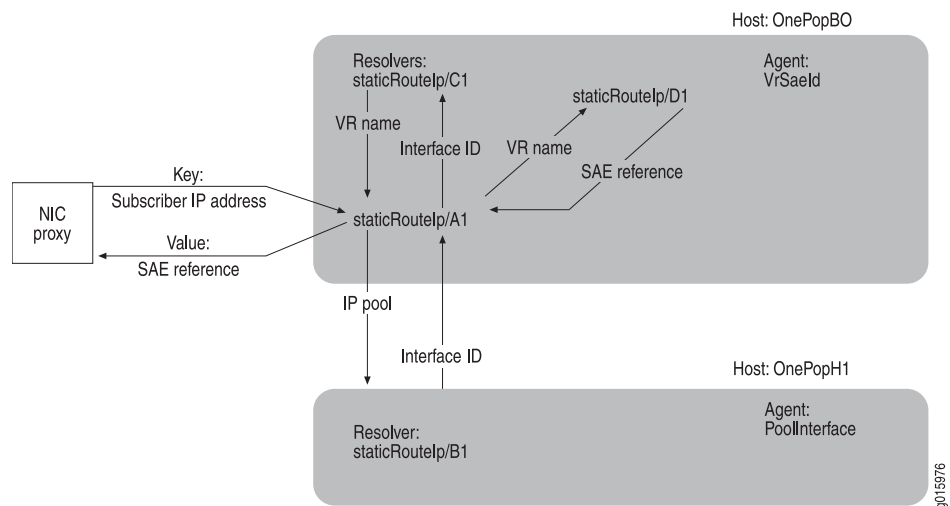 Host: OnePopBO
Resolvers:
staticRouteIp/C1
Agent:
VrSaeId
staticRouteIp/D1
VR name
Interface ID
VR name
SAE reference
Key:
Subscriber IP address
NIC
proxy
staticRouteIp/A1
Value:
SAE reference
IP pool
Interface ID
Host: OnePopH1
Agent:
PoolInterface
Resolver:
staticRouteIp/B1
g015976